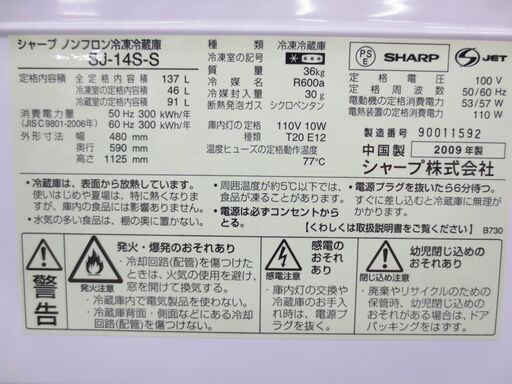 シャープ ノンフロン冷凍冷蔵庫
SJ-14S-S
定格内容積 全定格内容積 137 L
冷凍室 46 L
冷蔵室 91 L
消費電力量 50 Hz 300 kWh/年
(JIS C 9801-2006年) 60 Hz 300 kWh/年
外形寸法 幅 480 mm
奥行 590 mm
高さ 1125 mm
種類 冷凍冷蔵庫
冷凍室の記号
質量 36kg
冷媒 R600a
冷媒封入量 30g
断熱発泡ガス シクロペンタン
庫内灯の定格 110V 10W
T20 E12
温度ヒューズの定格動作温度
77℃
PSE SHARP S JET
定格電圧 100 V
定格周波数 50/60 Hz
電動機の定格消費電力 53/57 W
電熱装置の定格消費電力 11 W
製造番号 90011592
中国製 2009年製
シャープ株式会社
•冷蔵庫は、表面から放熱しています。
使いはじめや夏場は、特に熱くなりま
すが、庫内の食品には影響ありません。
•水気の多い食品は、棚の奥に置かない。
•周囲温度が約5℃以下では、
食品が凍ることがあります。
•電源は必ずコンセントから
とる。
•電源プラグを抜いたら6分待つ。
すぐに差し込むと冷蔵庫に無理が
かかります。
【くわしくは取扱説明書をご覧ください】
B730
警告
発火注意
発火・爆発のおそれあり
•冷却回路(配管)を傷つけたと
ときは、火気の使用を避け、
窓を開けて換気する。
•冷蔵庫内で電気製品を使わない。
•冷蔵庫背面・側面などにある冷却
回路(配管)を傷つけない。
感電注意
感電の
おそれあり
•庫内灯の交換や
冷蔵庫のお手入
れ時は、電源プラ
グを抜く。
閉じ込め注意
幼児閉じ込めの
おそれあり
•廃棄やリサイクルのための
保管時、幼児閉じ込めの
おそれがある場合は、ドア
パッキングをはずす。